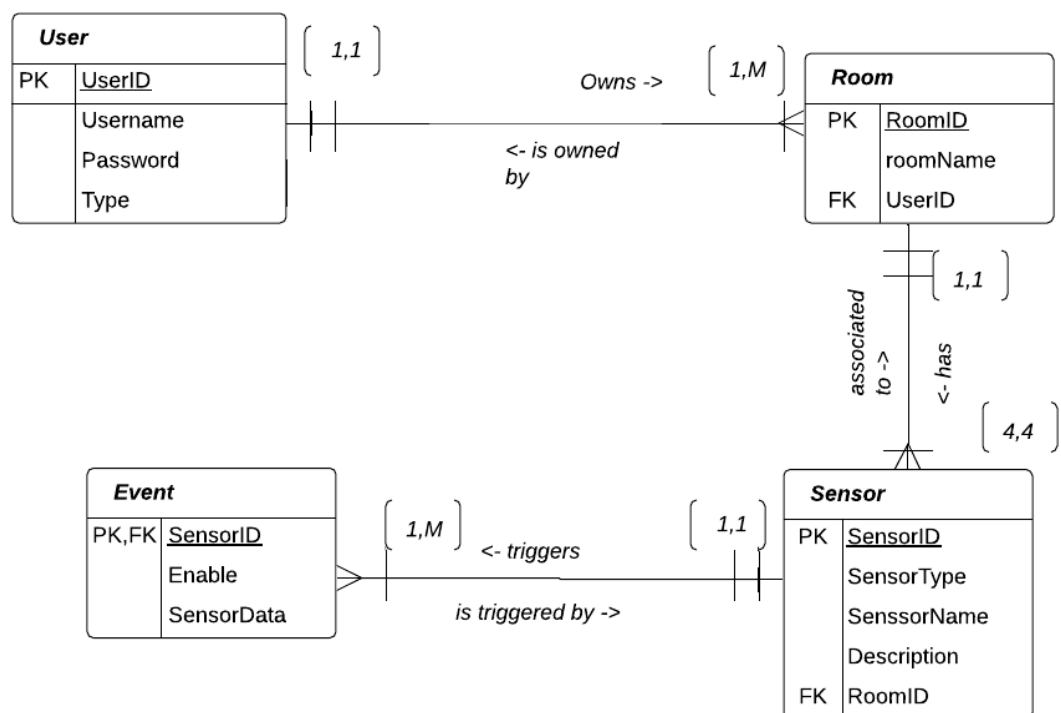 User
PK UserID
Username
Password
Type
1,1
Owns ->
<- is owned
by
1,M
Room
PK RoomID
roomName
FK UserID
1,1
associated
to ->
<- has
4,4
Event
PK,FK SensorID
Enable
SensorData
1,M
<- triggers
is triggered by ->
1,1
Sensor
PK SensorID
SensorType
SenssorName
Description
FK RoomID